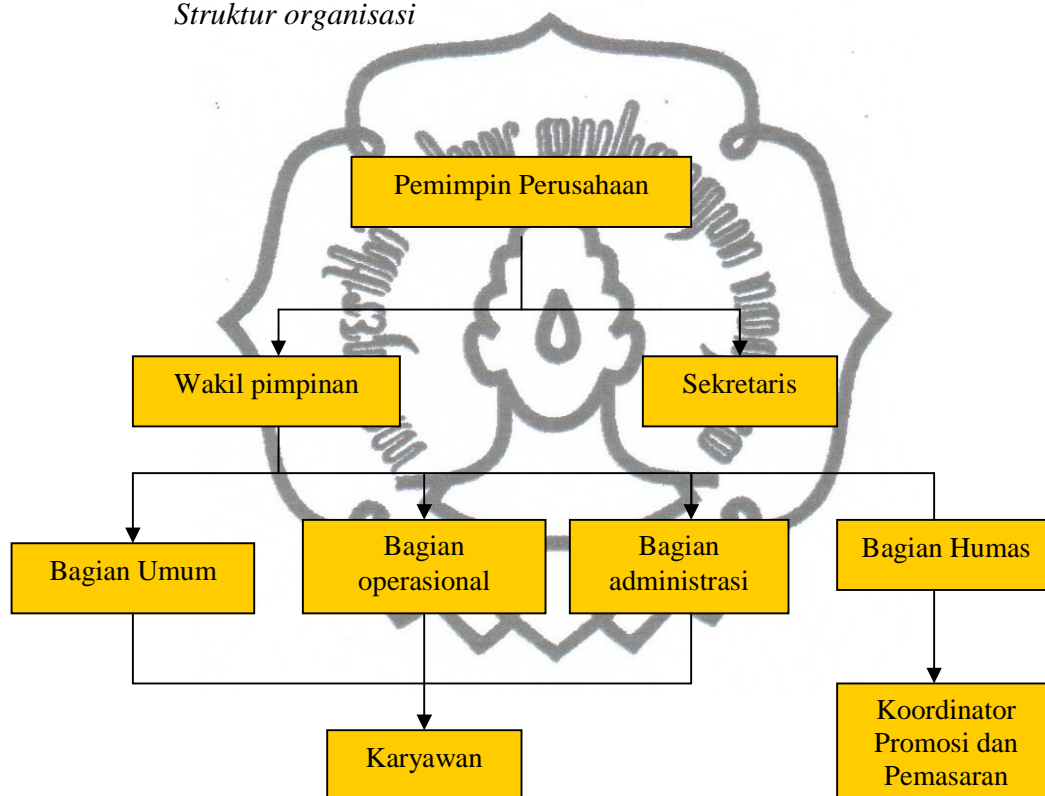 Struktur organisasi
Pemimpin Perusahaan
Wakil pimpinan
Sekretaris
Bagian Umum
Bagian
operasional
Bagian
administrasi
Bagian Humas
Karyawan
Koordinator
Promosi dan
Pemasaran